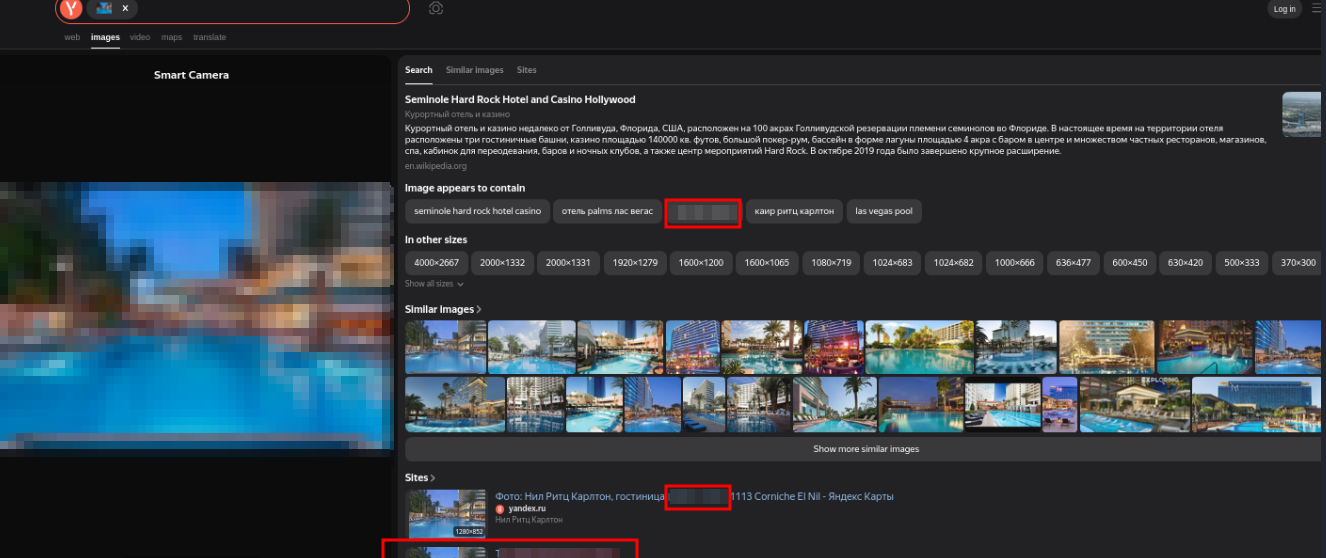 Y x Log in
web images video maps translate
Smart Camera
Search Similar images Sites
Seminole Hard Rock Hotel and Casino Hollywood
Курортный отель и казино
Курортный отель и казино недалеко от Голливуда, Флорида, США, расположен на 100 акрах Голливудской резервации племени семинолов во Флориде. В настоящее время на территории отеля
расположены три гостиничные башни, казино площадью 140000 кв. футов, большой покер-рум, бассейн в форме лагуны площадью 4 акра с баром в центре и множеством частных ресторанов, магазинов,
спа, кабинок для переодевания, баров и ночных клубов, а также центр мероприятий Hard Rock. В октябре 2019 года было завершено крупное расширение.
en.wikipedia.org
Image appears to contain
seminole hard rock hotel casino отель palms лас вегас каир ритц карлтон las vegas pool
In other sizes
4000×2667 2000×1332 2000×1331 1920×1279 1600×1200 1600×1065 1080×719 1024×683 1024×682 1000×666 636×477 600×450 630×420 500×333 370×300
Show all sizes
Similar images
EXPLORING
Show more similar images
Sites
Фото: Нил Ритц Карлтон, гостиница 1113 Corniche El Nil - Яндекс Карты
yandex.ru
Нил Ритц Карлтон
1280×852